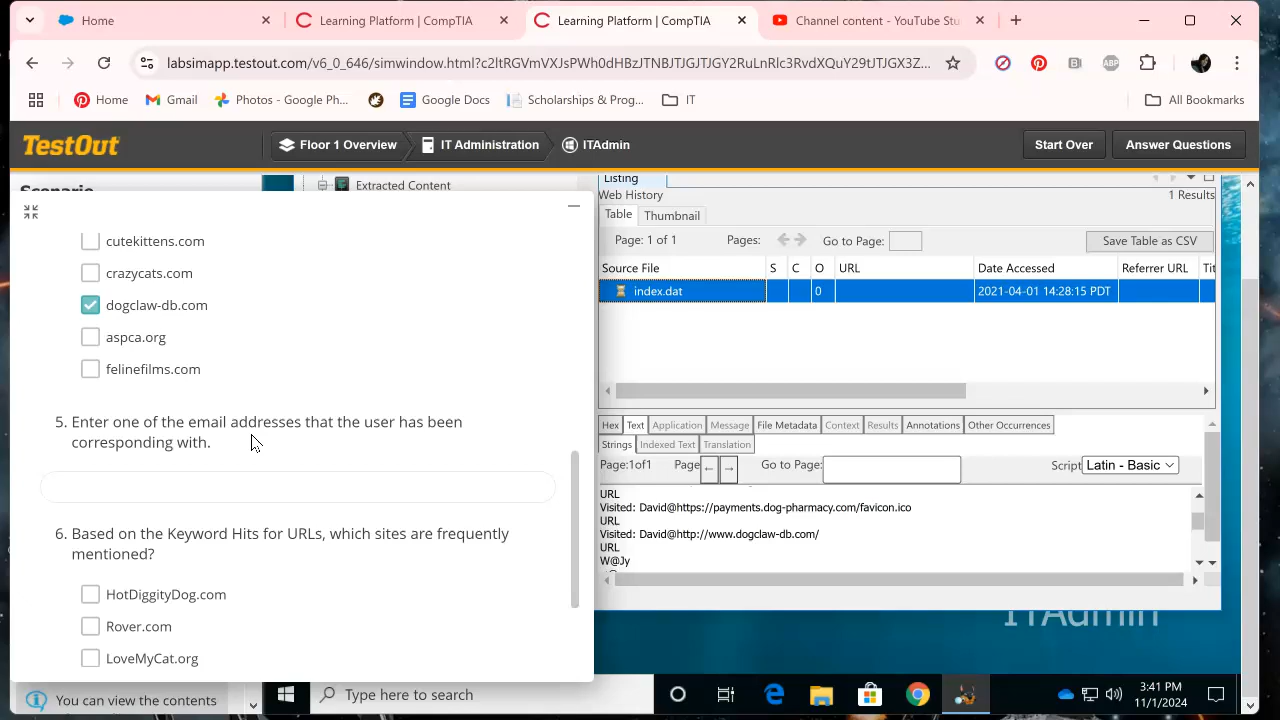 Home
Learning Platform | CompTIA
Learning Platform | CompTIA
Channel content - YouTube Stu
labsimapp.testout.com/v6_0_646/simwindow.html?c2ltRGVmVXJsPWh0dHBzJTNBJTJGJTJGY2RuLnRlc3RvdXQuY29tJTJGX3Z...
Home
Gmail
Photos - Google Ph...
Google Docs
Scholarships & Prog...
IT
All Bookmarks
TestOut
Floor 1 Overview
IT Administration
ITAdmin
Start Over
Answer Questions
Scenario
cutekittens.com
crazycats.com
dogclaw-db.com
aspca.org
felinefilms.com
5. Enter one of the email addresses that the user has been
corresponding with.
6. Based on the Keyword Hits for URLs, which sites are frequently
mentioned?
HotDiggityDog.com
Rover.com
LoveMyCat.org
You can view the contents
Extracted Content
Listing
Web History
1 Results
Table
Thumbnail
Page: 1 of 1
Pages:
Go to Page:
Save Table as CSV
Source File
S
C
O
URL
Date Accessed
Referrer URL
Tit
index.dat
0
2021-04-01 14:28:15 PDT
Hex
Text
Application
Message
File Metadata
Context
Results
Annotations
Other Occurrences
Strings
Indexed Text
Translation
Page:1of1
Page
Go to Page:
Script
Latin - Basic
URL
Visited: David@https://payments.dog-pharmacy.com/favicon.ico
URL
Visited: David@http://www.dogclaw-db.com/
URL
W@Jy
ITAdmin
Type here to search
3:41 PM
11/1/2024